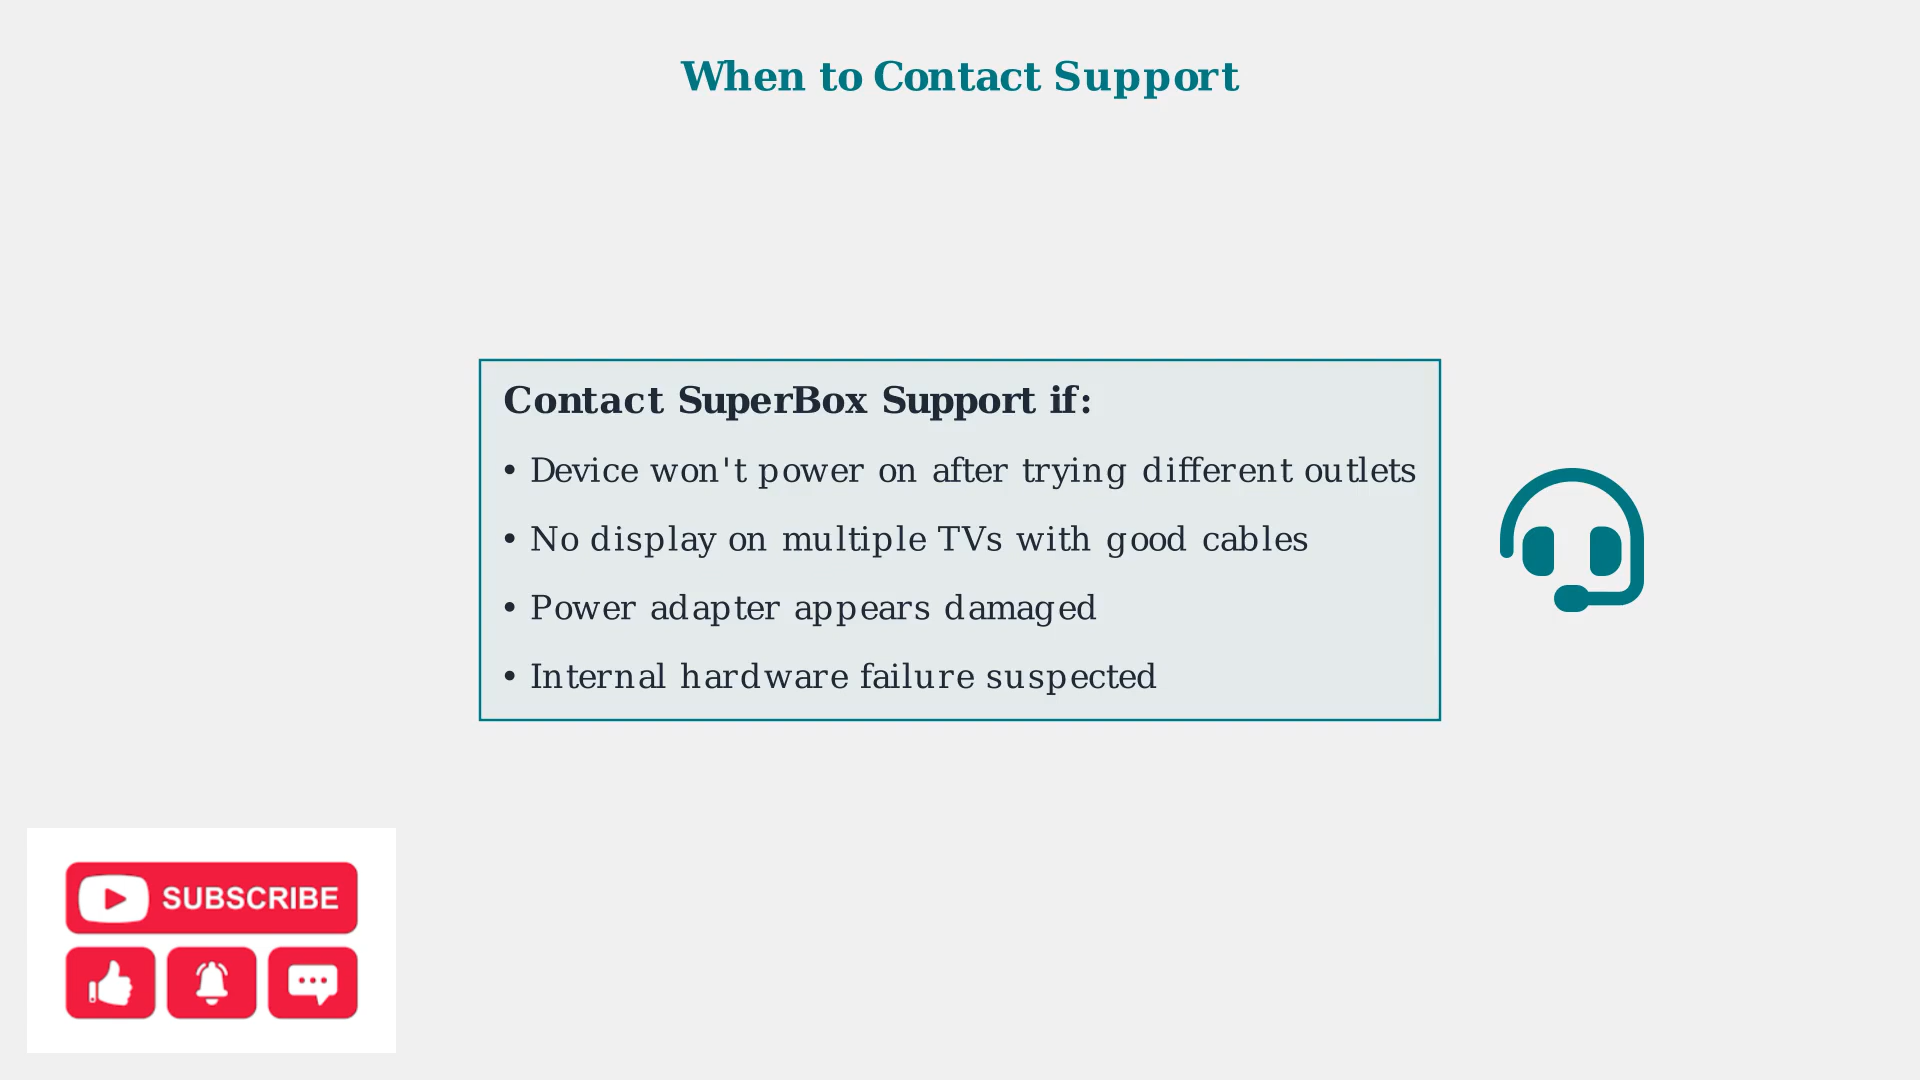 When to Contact Support
Contact SuperBox Support if:
• Device won't power on after trying different outlets
• No display on multiple TVs with good cables
• Power adapter appears damaged
• Internal hardware failure suspected
SUBSCRIBE